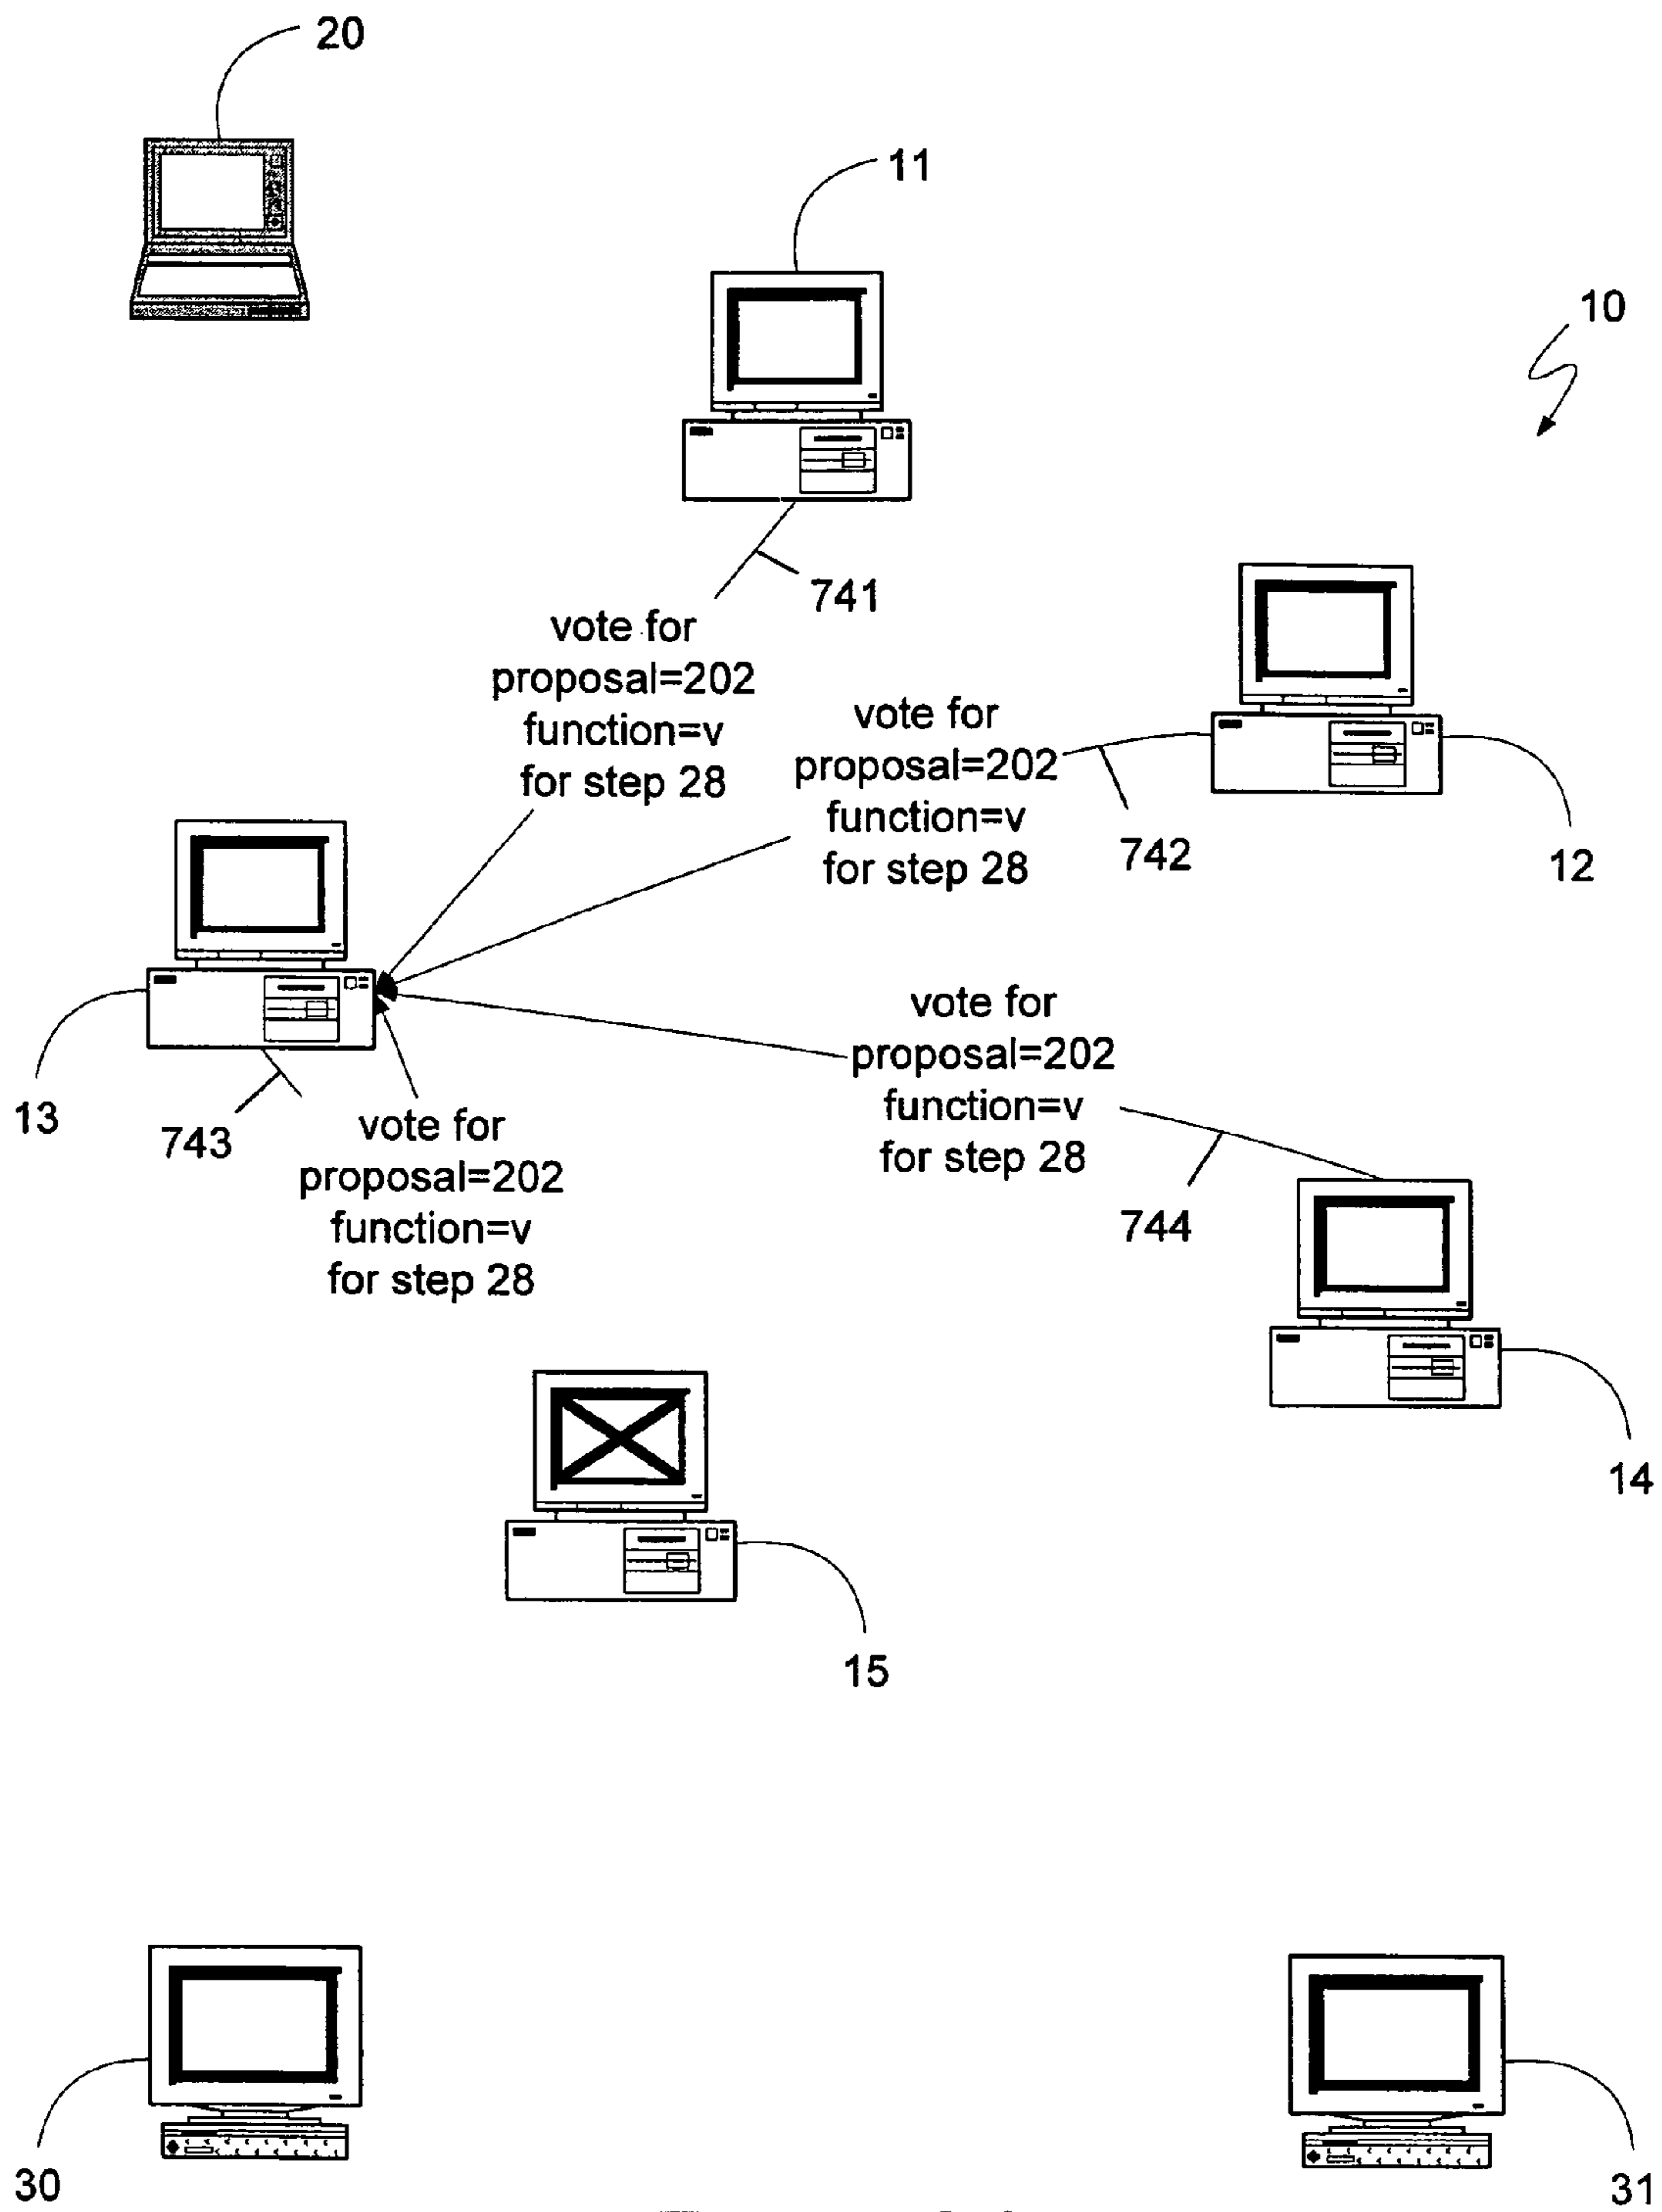 20
11
10
741
vote for
proposal=202
function=v
for step 28
vote for
proposal=202
function=v
for step 28
742
12
13
743
vote for
proposal=202
function=v
for step 28
vote for
proposal=202
function=v
for step 28
744
14
15
30
31